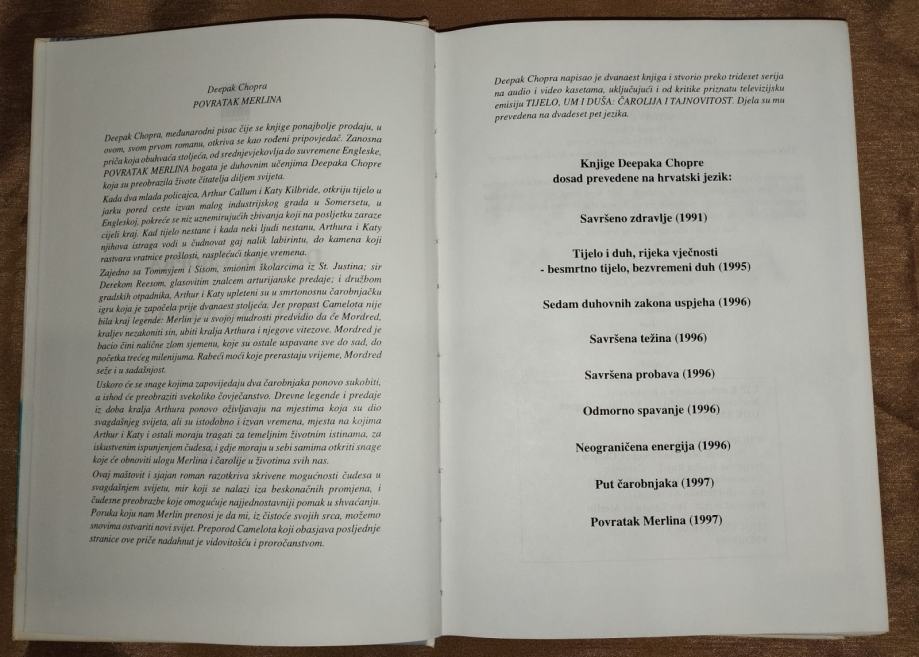 Deepak Chopra
POVRATAK MERLINA
Deepak Chopra, međunarodni pisac čije se knjige ponajbolje prodaju, u
ovom, svom prvom romanu, otkriva se kao rođeni pripovjedač. Zanosna
priča koja obuhvaća stoljeća, od srednjevjekovlja do suvremene Engleske,
POVRATAK MERLINA bogata je duhovnim učenjima Deepaka Chopre
koja su preobrazila živote čitatelja diljem svijeta.
Kada dva mlada policajca, Arthur Callum i Katy Kilbride, otkriju tijelo u
jarku pored ceste izvan malog industrijskog grada u Somersetu, u
Engleskoj, pokreće se niz uznemirujućih zbivanja koji na posljetku zaraze
cijeli kraj. Kad tijelo nestane i kada neki ljudi nestanu, Arthura i Katy
njihova istraga vodi u čudnovat gaj nalik labirintu, do kamena koji
rastvara vratnice prošlosti, rasplećući tkanje vremena.
Zajedno sa Tommyjem i Sisom, smionim školarcima iz St. Justina; sir
Derekom Reesom, glasovitim znalcem arturijanske predaje; i družbom
gradskih otpadnika, Arthur i Katy upleteni su u smrtonosnu čarobnjačku
igru koja je započela prije dvanaest stoljeća. Jer propast Camelota nije
bila kraj legende: Merlin je u svojoj mudrosti predvidio da će Mordred,
kraljev nezakoniti sin, ubiti kralja Arthura i njegove vitezove. Mordred je
bacio čini nalične zlom sjemenu, koje su ostale uspavane sve do sad, do
početka trećeg milenijuma. Rabeći moći koje prerastaju vrijeme, Mordred
seže i u sadašnjost.
Uskoro će se snage kojima zapovijedaju dva čarobnjaka ponovo sukobiti,
a ishod će preobraziti svekoliko čovječanstvo. Drevne legende i predaje
iz doba kralja Arthura ponovo oživljavaju na mjestima koja su dio
svagdašnjeg svijeta, ali su istodobno i izvan vremena, mjesta na kojima
Arthur i Katy i ostali moraju tragati za temeljnim životnim istinama, za
iskustvenim ispunjenjem čudesa, i gdje moraju u sebi samima otkriti snage
koje će obnoviti ulogu Merlina i čarolije u životima svih nas.
Ovaj maštovit i sjajan roman razotkriva skrivene mogućnosti čudesa u
svagdašnjem svijetu, mir koji se nalazi iza beskonačnih promjena, i
čudesne preobrazbe koje omogućuje najjednostavniji pomak u shvaćanju.
Poruka koju nam Merlin prenosi je da mi, iz čistoće svojih srca, možemo
snovima ostvariti novi svijet. Preporod Camelota koji obasjava posljednje
stranice ove priče nadahnut je vidovitošću i proročanstvom.
Deepak Chopra napisao je dvanaest knjiga i stvorio preko trideset serija
na audio i video kasetama, uključujući i od kritike priznatu televizijsku
emisiju TIJELO, UM I DUŠA: ČAROLIJA I TAJNOVITOST. Djela su mu
prevedena na dvadeset pet jezika.
Knjige Deepaka Chopre
dosad prevedene na hrvatski jezik:
Savršeno zdravlje (1991)
Tijelo i duh, rijeka vječnosti
- besmrtno tijelo, bezvremeni duh (1995)
Sedam duhovnih zakona uspjeha (1996)
Savršena težina (1996)
Savršena probava (1996)
Odmorno spavanje (1996)
Neograničena energija (1996)
Put čarobnjaka (1997)
Povratak Merlina (1997)